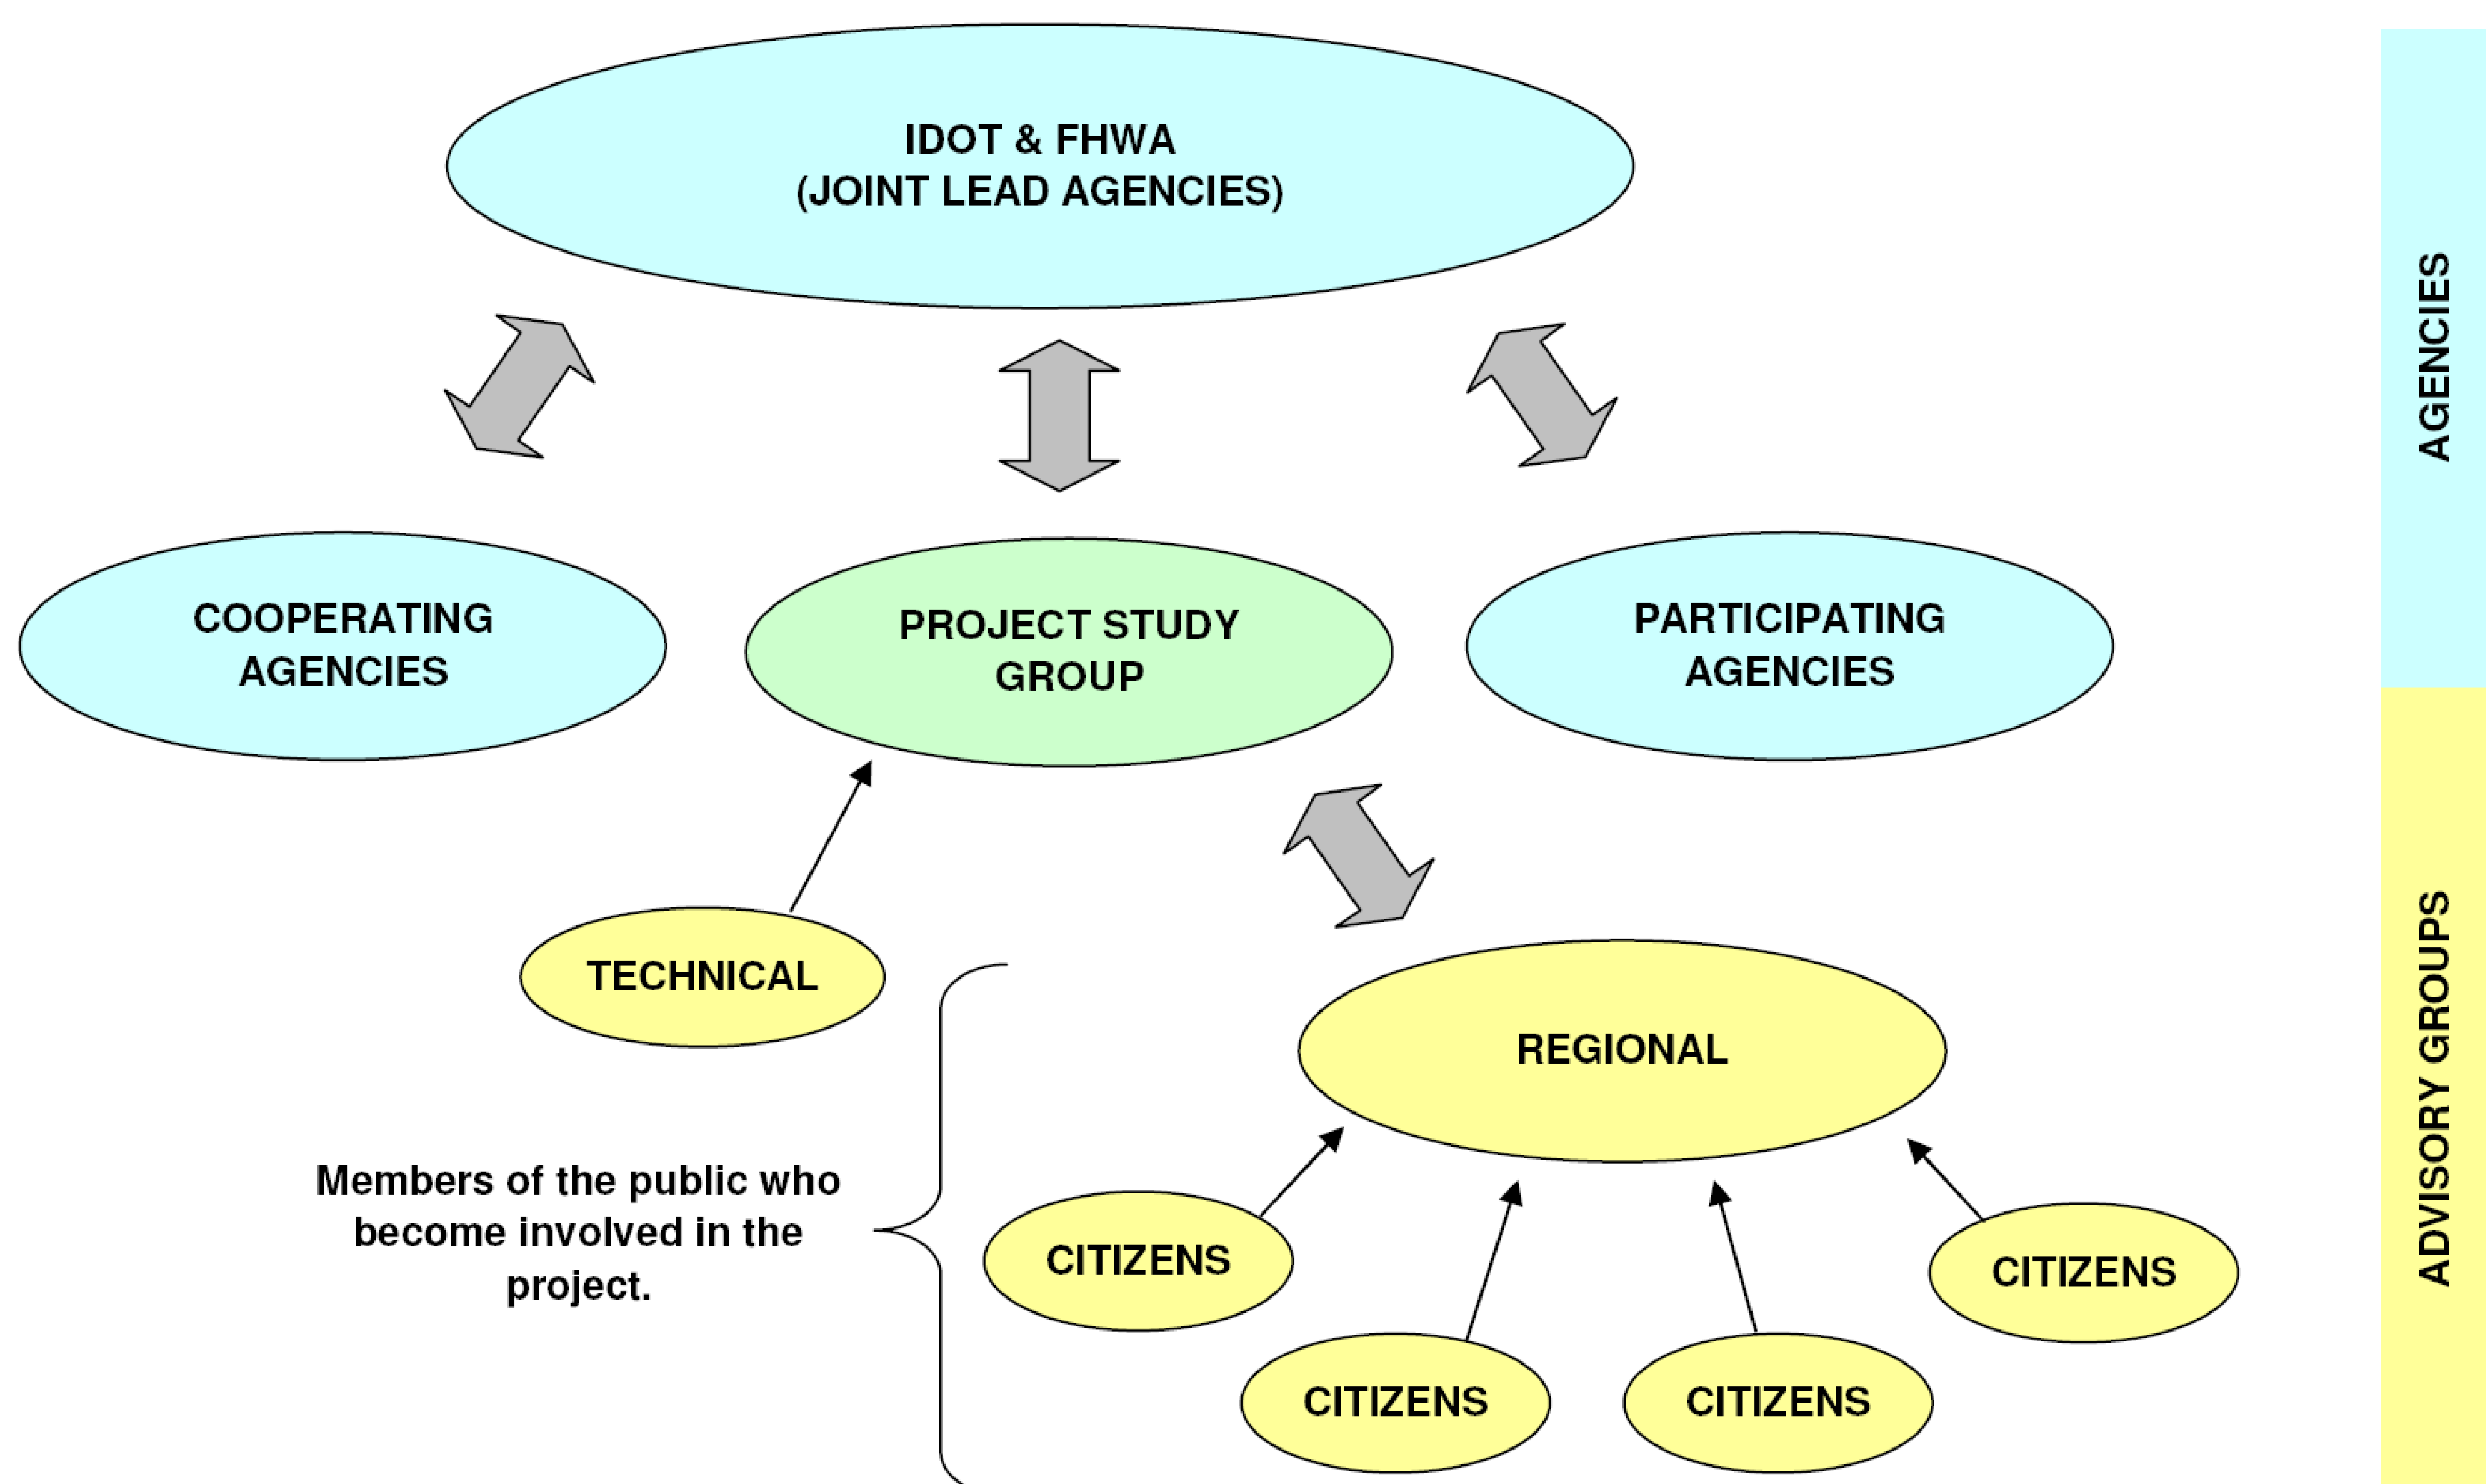 IDOT & FHWA
(JOINT LEAD AGENCIES)
AGENCIES
COOPERATING
AGENCIES
PROJECT STUDY
GROUP
PARTICIPATING
AGENCIES
TECHNICAL
REGIONAL
ADVISORY GROUPS
Members of the public who
become involved in the
project.
CITIZENS
CITIZENS
CITIZENS
CITIZENS